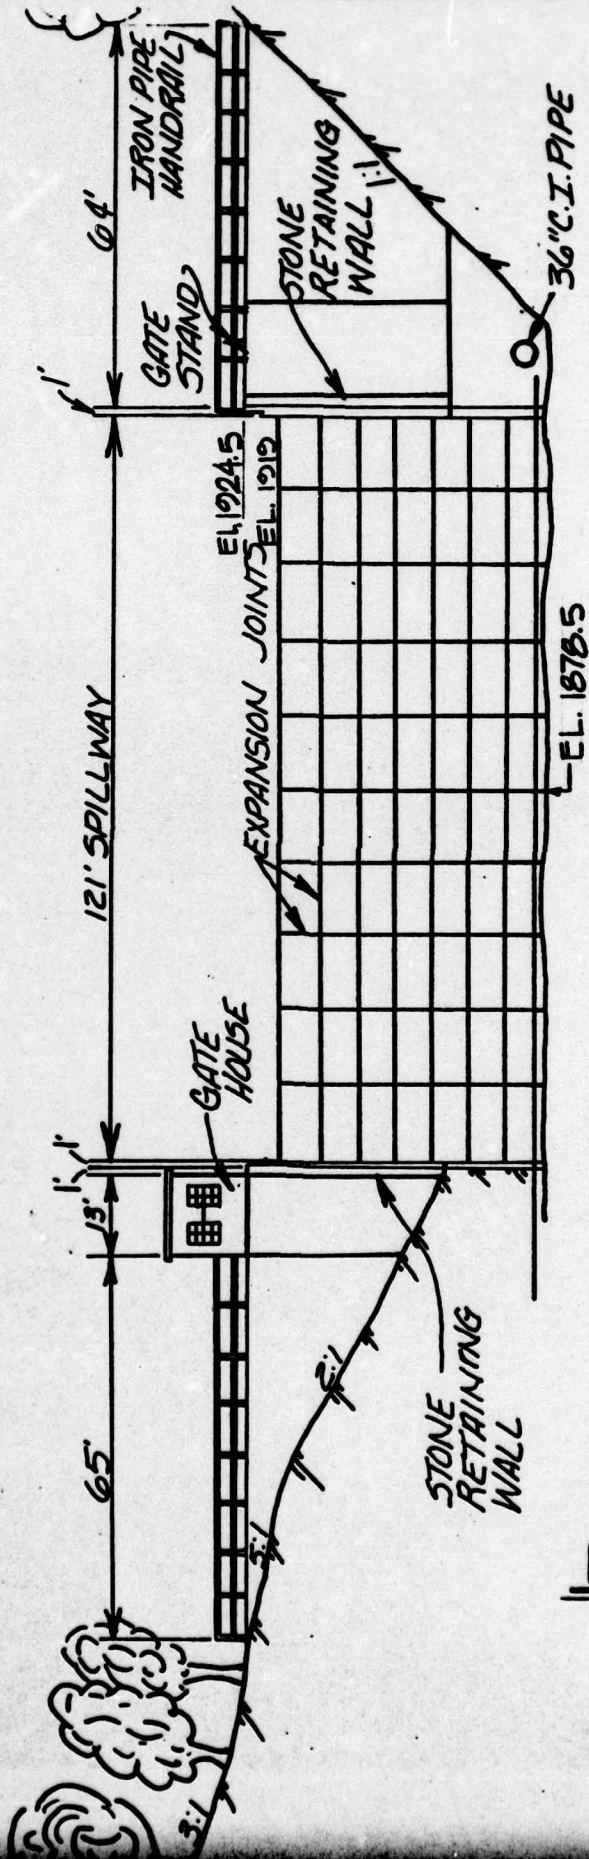 65'
13'
1'
1'
121' SPILLWAY
1'
64'
IRON PIPE
HANDRAIL
GATE
STAND
GATE
HOUSE
EXPANSION JOINTS
EL. 1924.5
EL. 1919
STONE
RETAINING
WALL
1:1
3:1
5:1
2:1
STONE
RETAINING
WALL
EL. 1878.5
36" C.I. PIPE